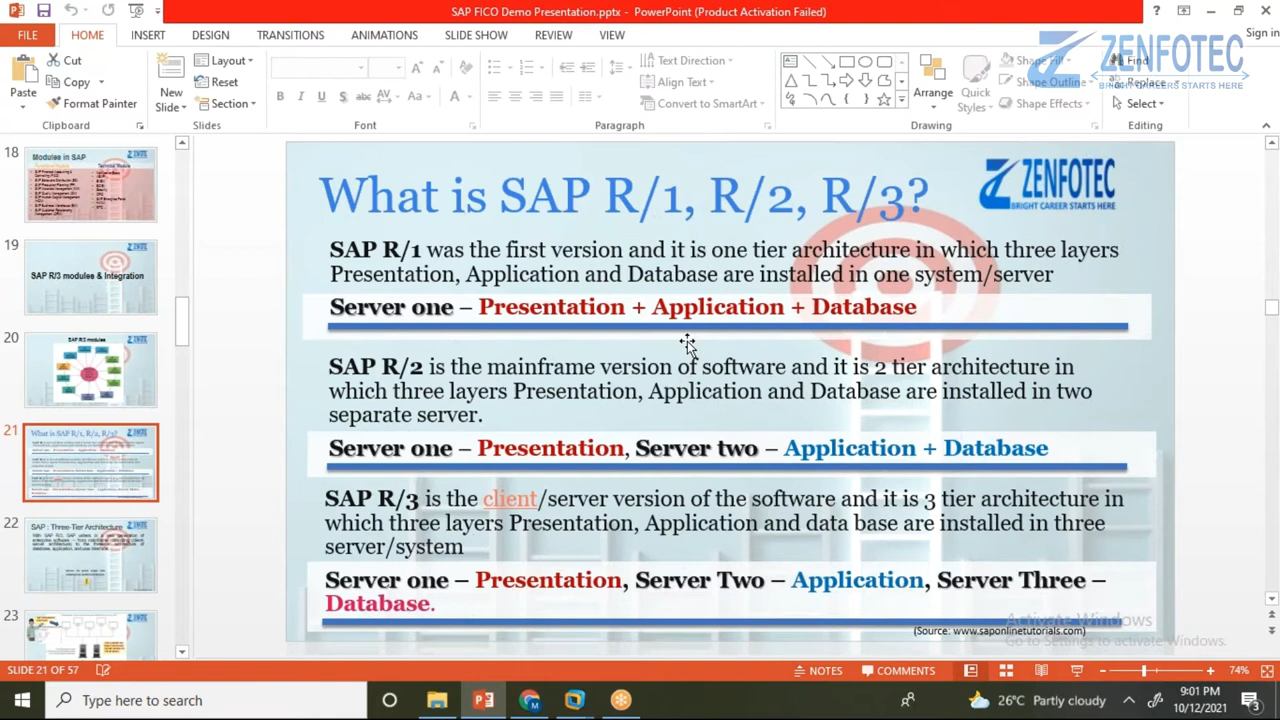 SAP FICO Demo Presentation.pptx - PowerPoint (Product Activation Failed)
Sign in
FILE HOME INSERT DESIGN TRANSITIONS ANIMATIONS SLIDE SHOW REVIEW VIEW
ZENFOTEC
BRIGHT CAREERS STARTS HERE
Paste
Cut
Copy
Format Painter
Clipboard
New Slide
Layout
Reset
Section
Slides
Font
Text Direction
Align Text
Convert to SmartArt
Paragraph
Arrange
Quick Styles
Shape Fill
Shape Outline
Shape Effects
Drawing
Find
Replace
Select
Editing
18
Modules in SAP
19
SAP R/3 modules & Integration
20
SAP R/3 modules
21
What is SAP R/1, R/2, R/3?
22
SAP : Three-Tier Architecture
23
What is SAP R/1, R/2, R/3?
ZENFOTEC
BRIGHT CAREER STARTS HERE
SAP R/1 was the first version and it is one tier architecture in which three layers
Presentation, Application and Database are installed in one system/server
Server one – Presentation + Application + Database
SAP R/2 is the mainframe version of software and it is 2 tier architecture in
which three layers Presentation, Application and Database are installed in two
separate server.
Server one – Presentation, Server two – Application + Database
SAP R/3 is the client/server version of the software and it is 3 tier architecture in
which three layers Presentation, Application and data base are installed in three
server/system
Server one – Presentation, Server Two – Application, Server Three –
Database.
(Source: www.saponlinetutorials.com)
Activate Windows
Go to Settings to activate Windows.
SLIDE 21 OF 57
NOTES
COMMENTS
74%
Type here to search
26°C Partly cloudy
9:01 PM
10/12/2021
3